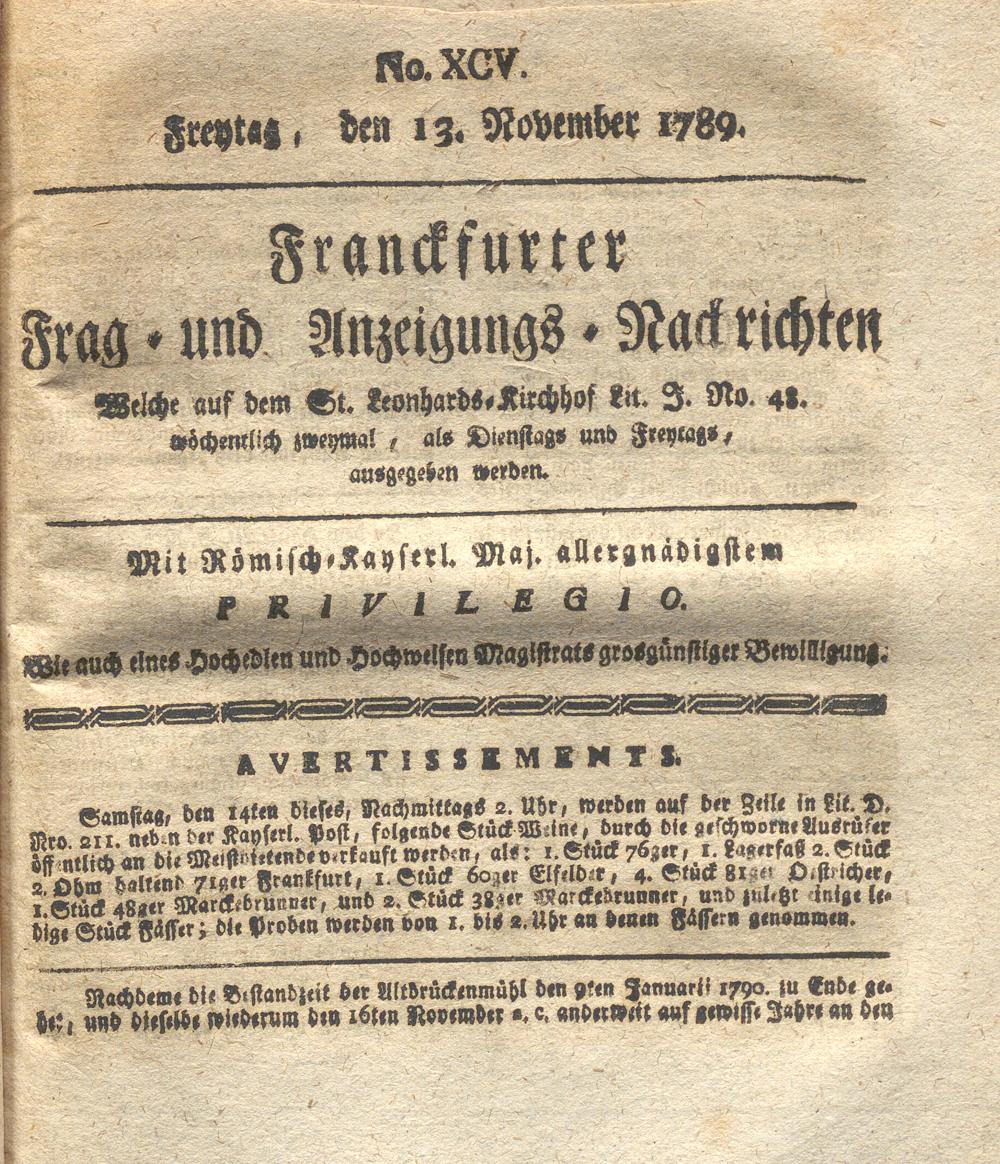 No. XCV.
Freytag, den 13. November 1789.
Franckfurter
Frag- und Anzeigungs-Nachrichten
Welche auf dem St. Leonhards-Kirchhof Lit. J. No. 48.
wöchentlich zweymal, als Dienstags und Freytags,
ausgegeben werden.
Mit Römisch-Kayserl. Maj. allergnädigstem
PRIVILEGIO.
Wie auch eines Hochedlen und Hochweisen Magistrats grosgünstiger Bewilligung.
AVERTISSEMENTS.
Samstag, den 14ten dieses, Nachmittags 2. Uhr, werden auf der Zeile in Lit. D.
Nro. 211. neben der Kayserl. Post, folgende Stück Weine, durch die geschworne Ausrüfer
öffentlich an die Meistbietende verkauft werden, als: 1. Stück 76ger, 1. Lagerfaß 2. Stück
2. Ohm haltend 71ger Frankfurt, 1. Stück 60ger Elfelder, 4. Stück 81ger Oestricher,
1. Stück 48ger Marckebrunner, und 2. Stück 38ger Marckebrunner, und zuletzt einige le-
dige Stück Fässer; die Proben werden von 1. bis 2. Uhr an denen Fässern genommen.
Nachdeme die Bestandzeit der Altbrückenmühl den 9ten Januarii 1790. zu Ende ge-
het, und dieselbe wiederum den 16ten November a. c. anderweit auf gewisse Jahre an den